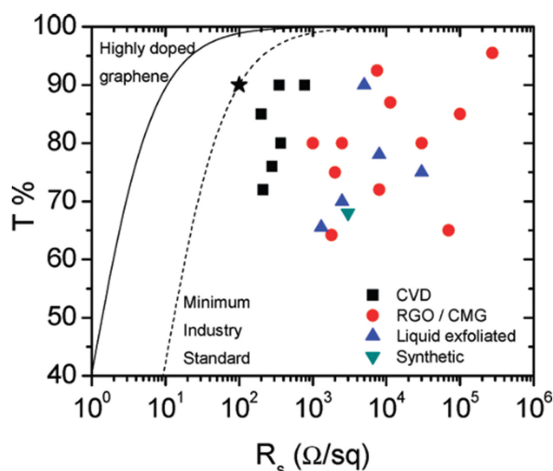 T %
100
90
80
70
60
50
40
Highly doped
graphene
Minimum
Industry
Standard
CVD
RGO / CMG
Liquid exfoliated
Synthetic
10⁰ 10¹ 10² 10³ 10⁴ 10⁵ 10⁶
Rₛ (Ω/sq)